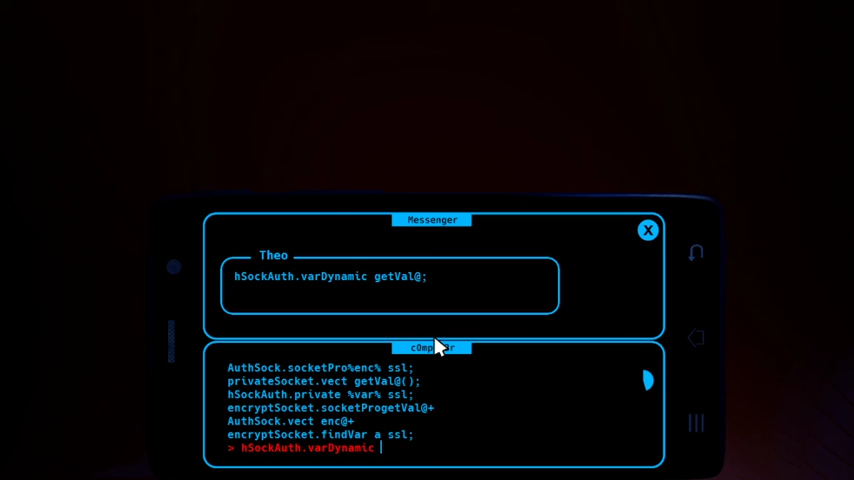 Messenger
X
Theo
hSockAuth.varDynamic getVal@;
AuthSock.socketPro%enc% ssl;
privateSocket.vect getVal@();
hSockAuth.private %var% ssl;
encryptSocket.socketProgetVal@+
AuthSock.vect enc@+
encryptSocket.findVar a ssl;
> hSockAuth.varDynamic